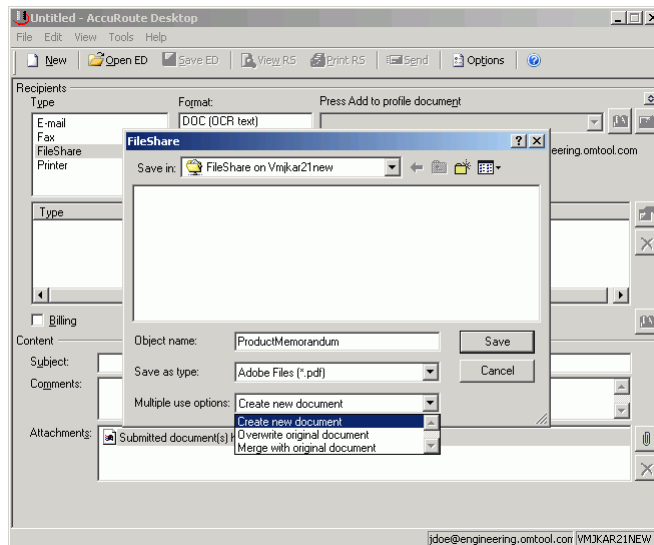 Untitled - AccuRoute Desktop
File Edit View Tools Help
New Open ED Save ED View RS Print RS Send Options
Recipients
Type Format: Press Add to profile document
E-mail DOC (OCR text)
Fax
FileShare
Printer
eering.omtool.com
FileShare
Save in: FileShare on Vmjkar21new
Type
Object name: ProductMemorandum Save
Save as type: Adobe Files (*.pdf) Cancel
Multiple use options: Create new document
Create new document
Overwrite original document
Merge with original document
Billing
Content
Subject:
Comments:
Attachments: Submitted document(s) h
jdoe@engineering.omtool.com VMJKAR21NEW